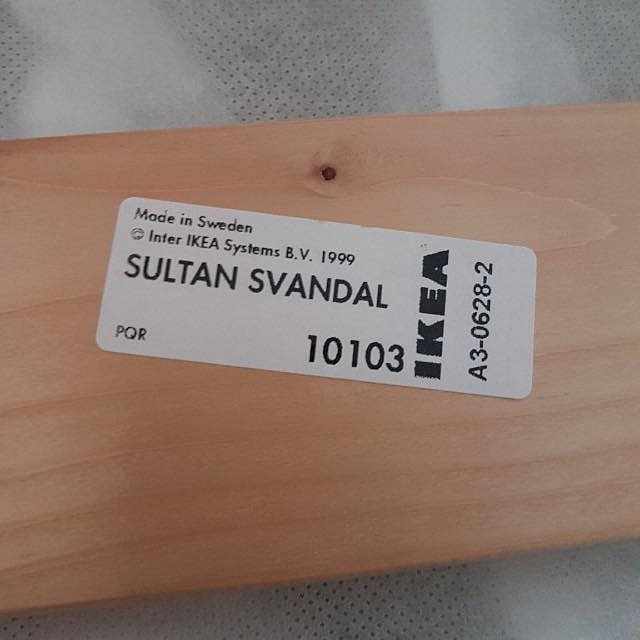 Made in Sweden
© Inter IKEA Systems B.V. 1999
SULTAN SVANDAL
PQR
10103
IKEA
A3-0628-2